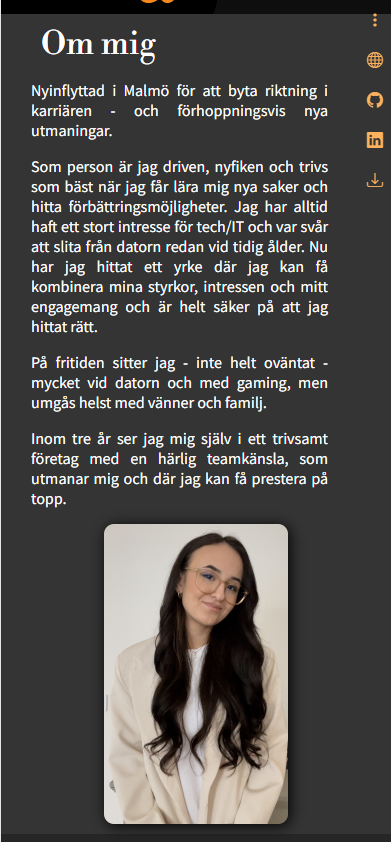 Om mig
Nyinflyttad i Malmö för att byta riktning i
karriären - och förhoppningsvis nya
utmaningar.
Som person är jag driven, nyfiken och trivs
som bäst när jag får lära mig nya saker och
hitta förbättringsmöjligheter. Jag har alltid
haft ett stort intresse för tech/IT och var svår
att slita från datorn redan vid tidig ålder. Nu
har jag hittat ett yrke där jag kan få
kombinera mina styrkor, intressen och mitt
engagemang och är helt säker på att jag
hittat rätt.
På fritiden sitter jag - inte helt oväntat -
mycket vid datorn och med gaming, men
umgås helst med vänner och familj.
Inom tre år ser jag mig själv i ett trivsamt
företag med en härlig teamkänsla, som
utmanar mig och där jag kan få prestera på
topp.
in